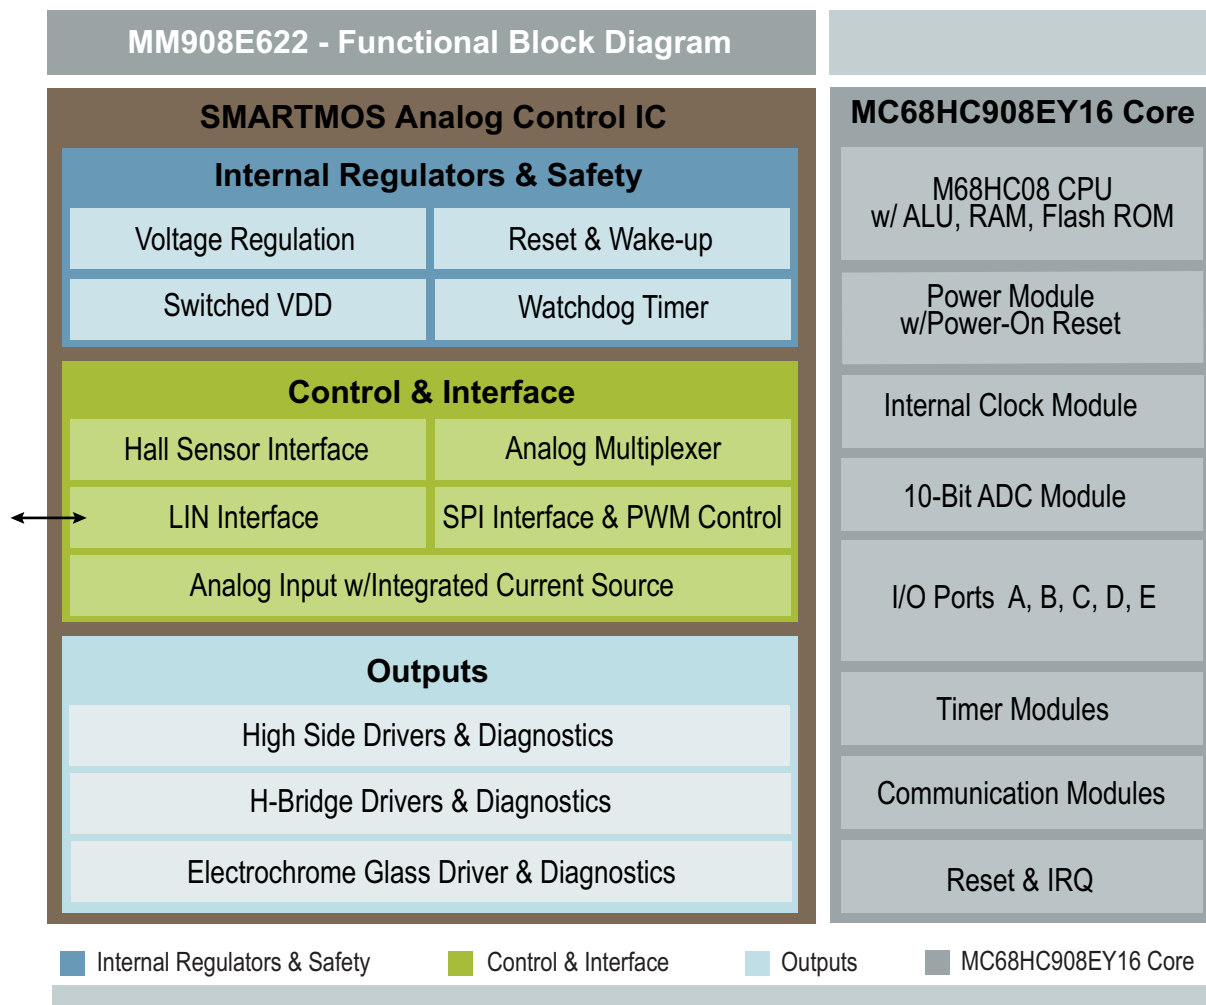 MM908E622 - Functional Block Diagram
SMARTMOS Analog Control IC
Internal Regulators & Safety
Voltage Regulation
Reset & Wake-up
Switched VDD
Watchdog Timer
Control & Interface
Hall Sensor Interface
Analog Multiplexer
LIN Interface
SPI Interface & PWM Control
Analog Input w/Integrated Current Source
Outputs
High Side Drivers & Diagnostics
H-Bridge Drivers & Diagnostics
Electrochrome Glass Driver & Diagnostics
MC68HC908EY16 Core
M68HC08 CPU
w/ ALU, RAM, Flash ROM
Power Module
w/Power-On Reset
Internal Clock Module
10-Bit ADC Module
I/O Ports A, B, C, D, E
Timer Modules
Communication Modules
Reset & IRQ
Internal Regulators & Safety
Control & Interface
Outputs
MC68HC908EY16 Core